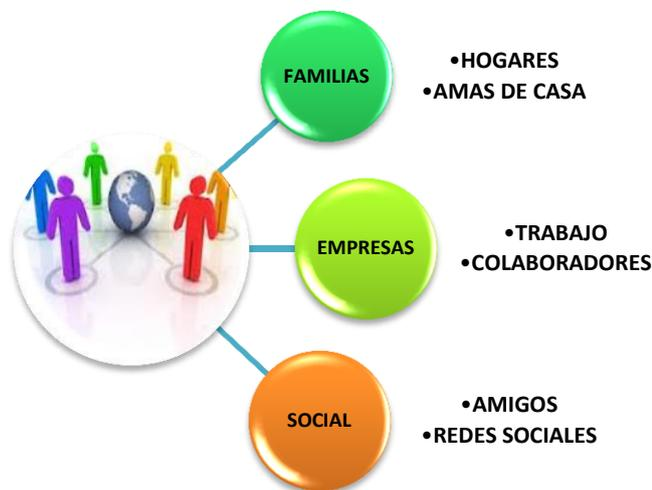 FAMILIAS
•HOGARES
•AMAS DE CASA
EMPRESAS
•TRABAJO
•COLABORADORES
SOCIAL
•AMIGOS
•REDES SOCIALES